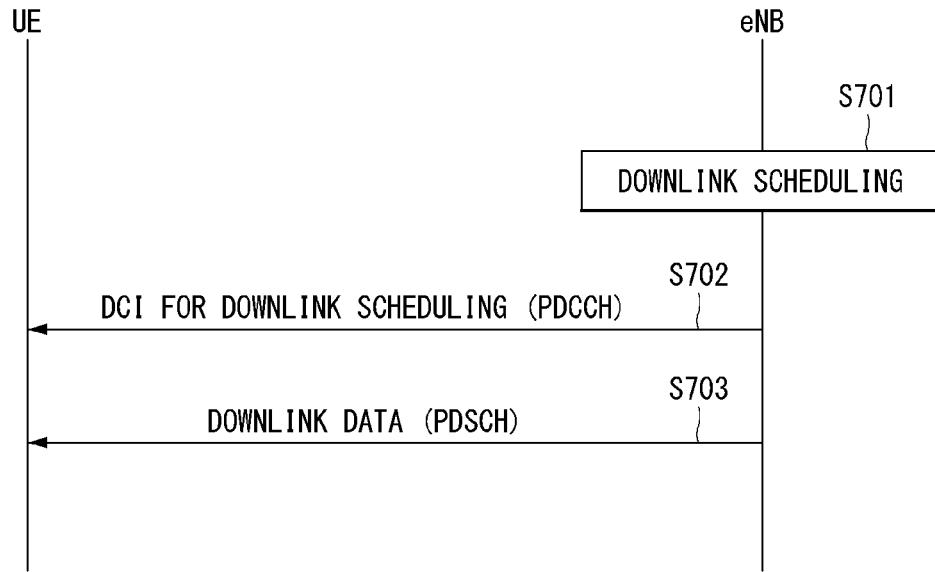 UE
eNB
S701
DOWNLINK SCHEDULING
S702
DCI FOR DOWNLINK SCHEDULING (PDCCH)
S703
DOWNLINK DATA (PDSCH)